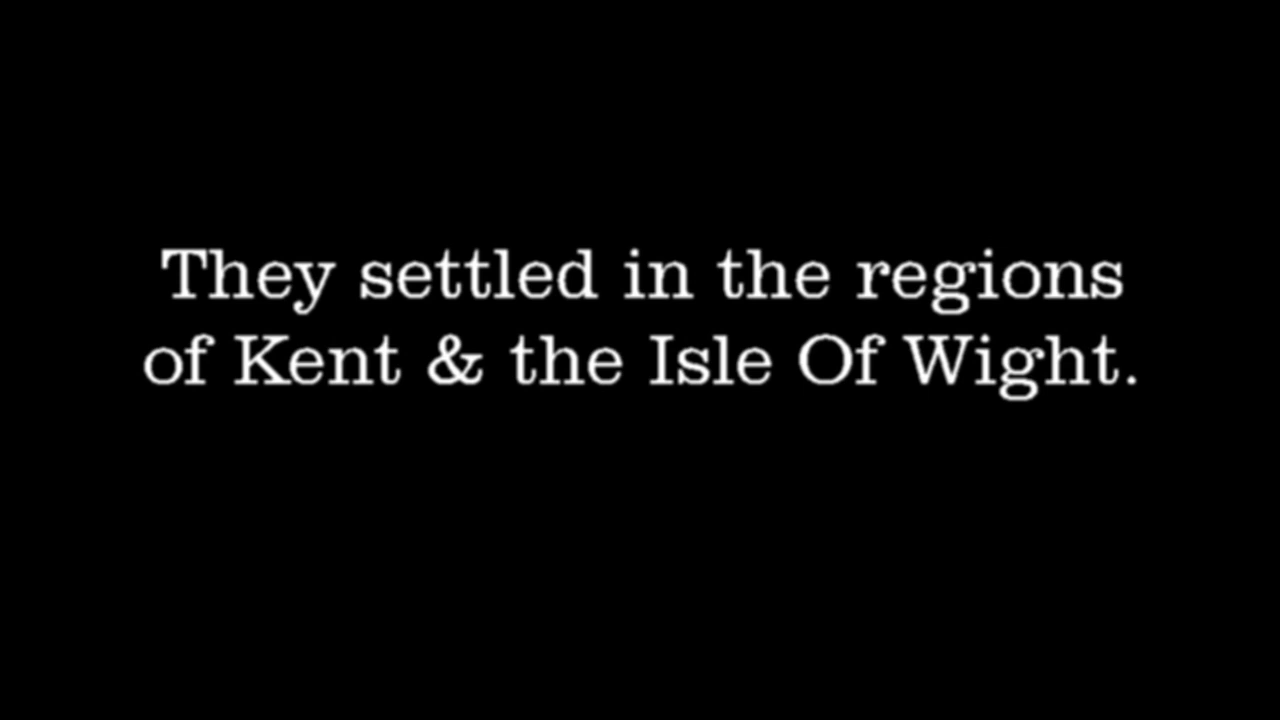 They settled in the regions
of Kent & the Isle Of Wight.